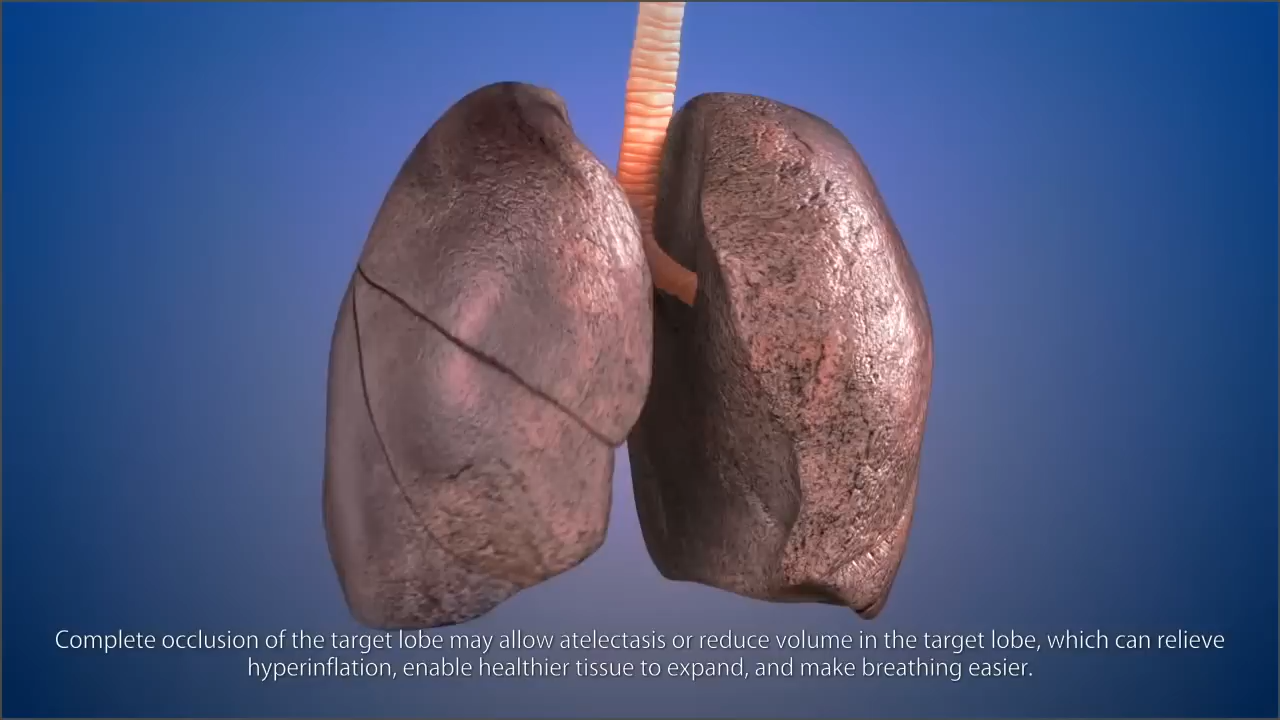 Complete occlusion of the target lobe may allow atelectasis or reduce volume in the target lobe, which can relieve
hyperinflation, enable healthier tissue to expand, and make breathing easier.